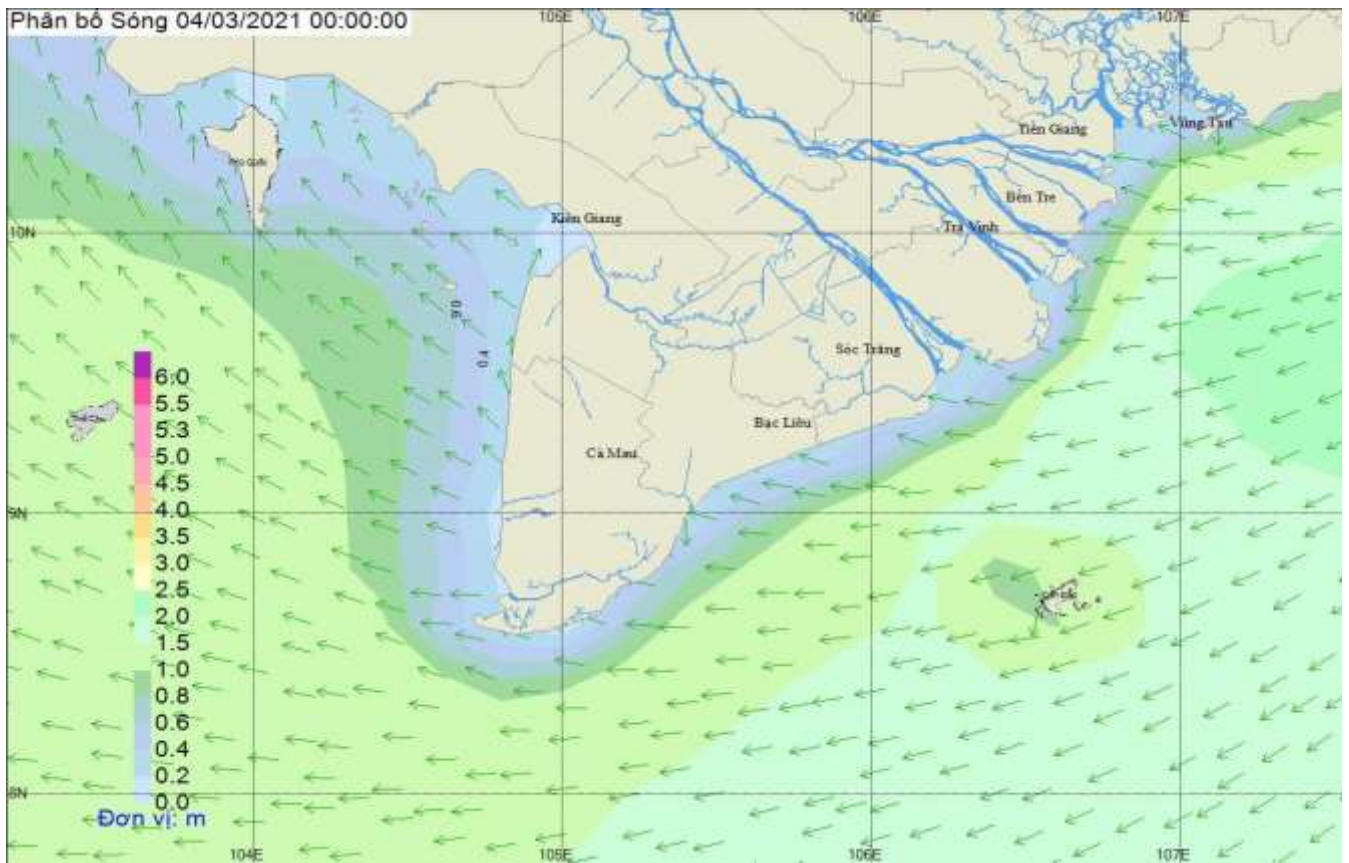 Phân bố Sóng 04/03/2021 00:00:00
105E
106E
107E
Tiền Giang
Vũng Tàu
Bến Tre
Phú Quốc
Kiên Giang
Trà Vinh
10N
0.6
0.4
Sóc Trăng
Bạc Liêu
Cà Mau
9N
6.0
5.5
5.3
5.0
4.5
4.0
3.5
3.0
2.5
2.0
1.5
1.0
0.8
0.6
0.4
0.2
0.0
8N
Đơn vị: m
104E
105E
106E
107E